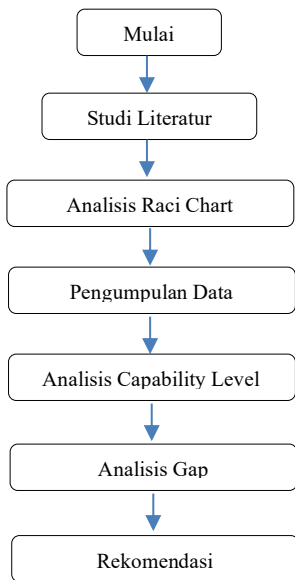 Mulai
Studi Literatur
Analisis Raci Chart
Pengumpulan Data
Analisis Capability Level
Analisis Gap
Rekomendasi